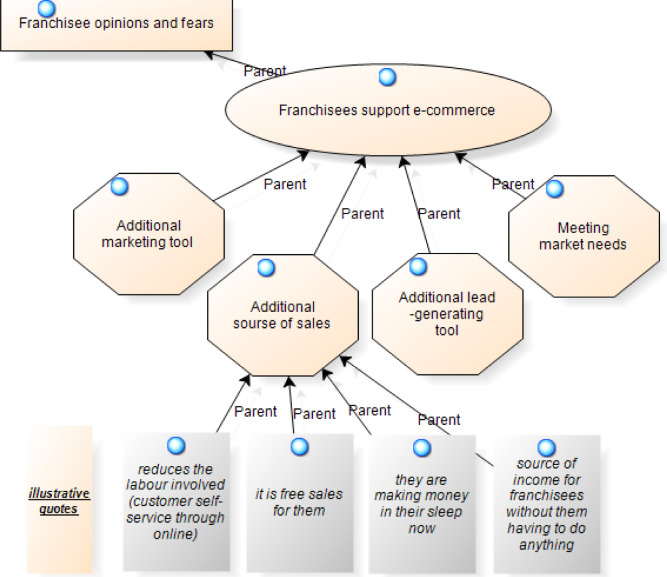 Franchisee opinions and fears
Parent
Franchisees support e-commerce
Parent
Parent
Parent
Parent
Additional
marketing tool
Meeting
market needs
Additional
sourse of sales
Additional lead
-generating
tool
Parent
Parent
Parent
Parent
illustrative
quotes
reduces the
labour involved
(customer self-
service through
online)
it is free sales
for them
they are
making money
in their sleep
now
source of
income for
franchisees
without them
having to do
anything